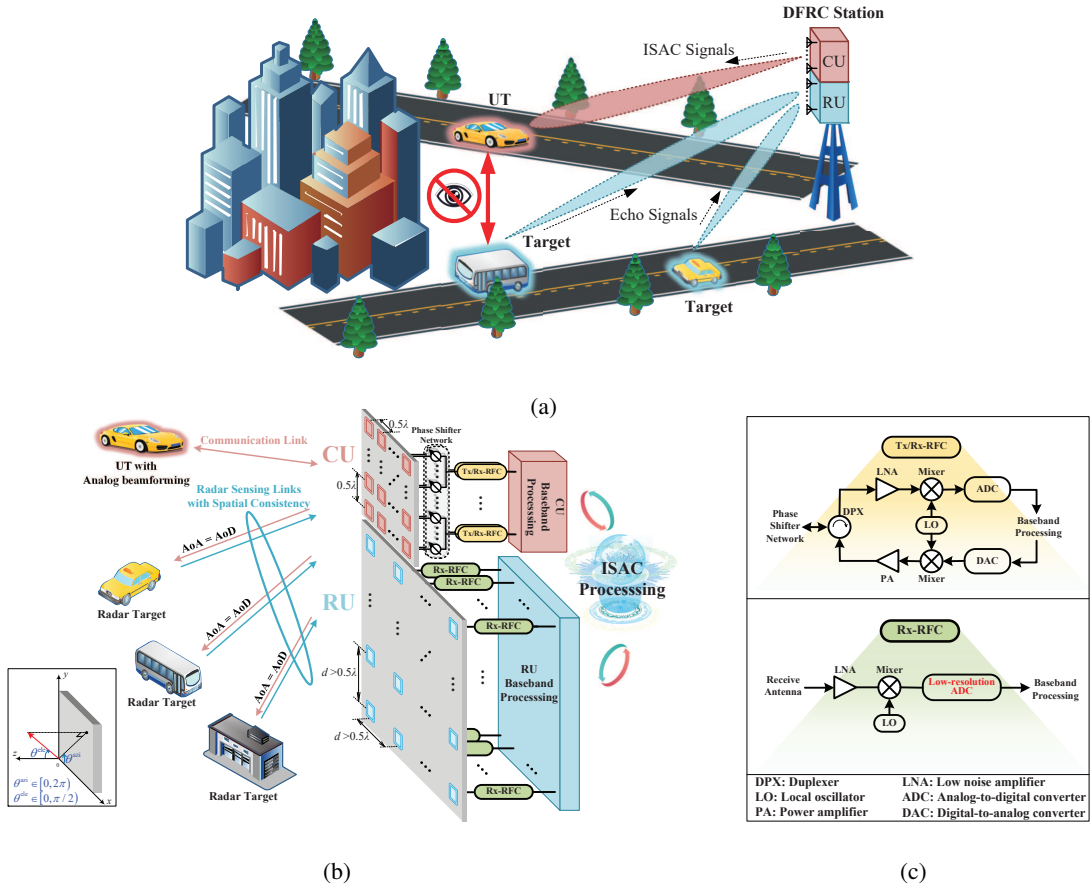 DFRC Station
ISAC Signals
CU
RU
UT
Echo Signals
Target
Target
(a)
0.5λ
Phase Shifter
Network
Communication Link
CU
UT with
Analog beamforming
Tx/Rx-RFC
CU
Baseband
Processsing
0.5λ
Radar Sensing Links
with Spatial Consistency
Tx/Rx-RFC
AoA = AoD
Rx-RFC
Rx-RFC
ISAC
Processsing
Radar Target
RU
Rx-RFC
AoA = AoD
AoA = AoD
d >0.5λ
RU
Baseband
Processsing
Radar Target
d >0.5λ
y
z
θ^ele
θ^azi
0
x
θ^azi ∈[0,2π)
θ^ele ∈[0,π/2)
Radar Target
Rx-RFC
(b)
Tx/Rx-RFC
LNA
Mixer
ADC
DPX
LO
Phase
Shifter
Network
Baseband
Processing
PA
Mixer
DAC
Rx-RFC
LNA
Mixer
Receive
Antenna
Low-resolution
ADC
Baseband
Processing
LO
DPX: Duplexer
LNA: Low noise amplifier
LO: Local oscillator
ADC: Analog-to-digital converter
PA: Power amplifier
DAC: Digital-to-analog converter
(c)